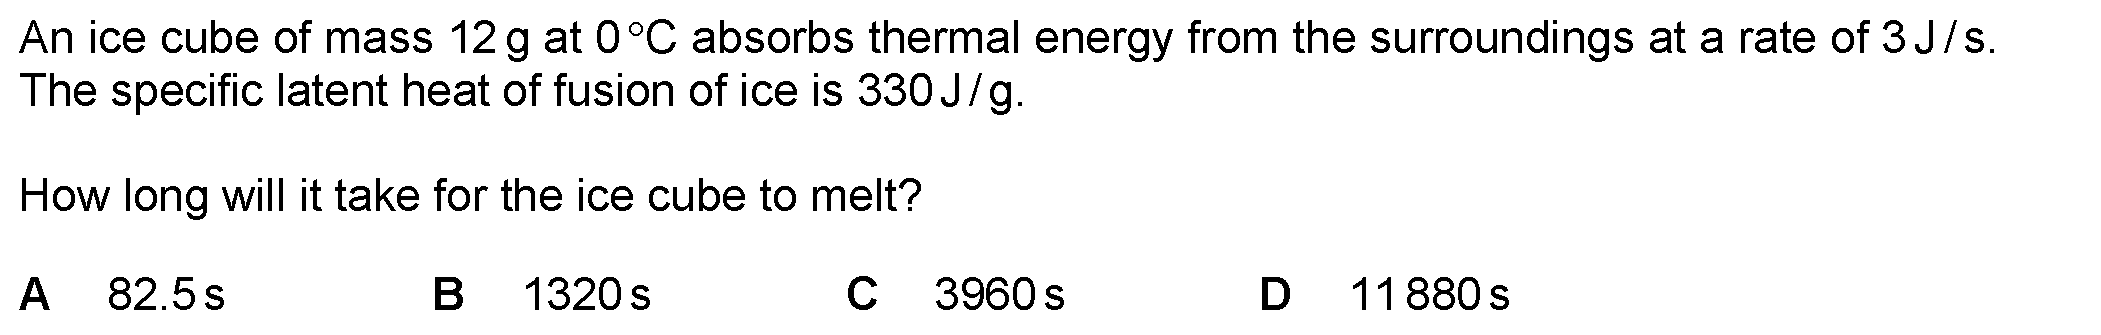 An ice cube of mass 12 g at 0 °C absorbs thermal energy from the surroundings at a rate of 3 J / s.
The specific latent heat of fusion of ice is 330 J / g.
How long will it take for the ice cube to melt?
A 82.5 s B 1320 s C 3960 s D 11 880 s